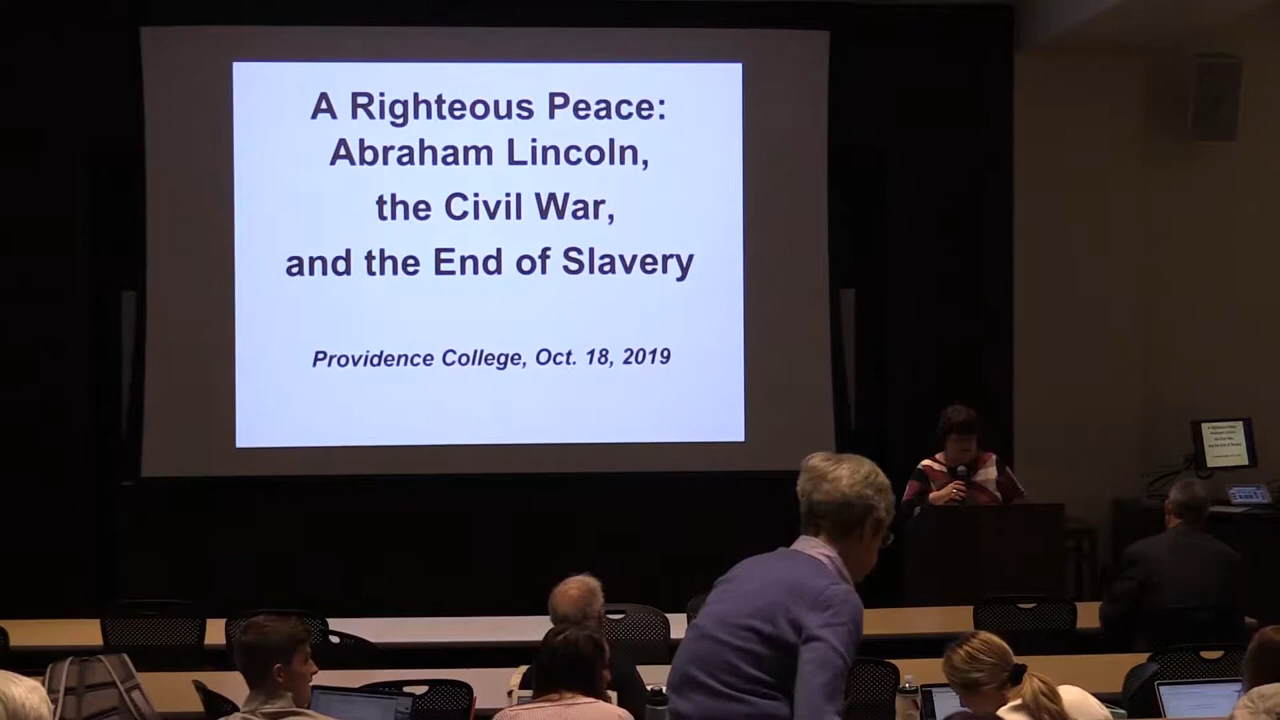 A Righteous Peace:
Abraham Lincoln,
the Civil War,
and the End of Slavery
Providence College, Oct. 18, 2019